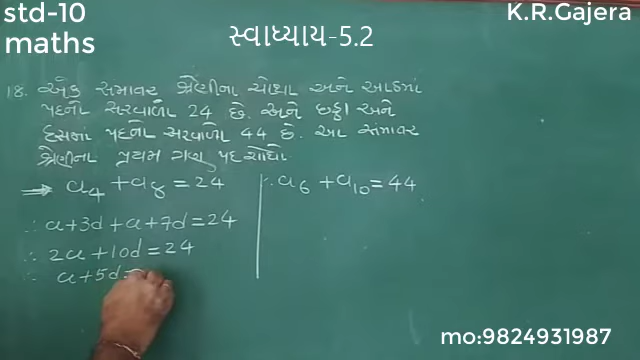 std-10
maths
સ્વાધ્યાય-5.2
K.R.Gajera
18. એક સમાંતર શ્રેણીના ચોથા અને આઠમાં
પદનો સરવાળો 24 છે. અને છઠ્ઠા અને
દસમાં પદનો સરવાળો 44 છે. આ સમાંતર
શ્રેણીના પ્રથમ ત્રણ પદ શોધો.
⇒ a₄ + a₈ = 24
∴ a + 3d + a + 7d = 24
∴ 2a + 10d = 24
∴ a + 5d =
∴ a₆ + a₁₀ = 44
mo:9824931987